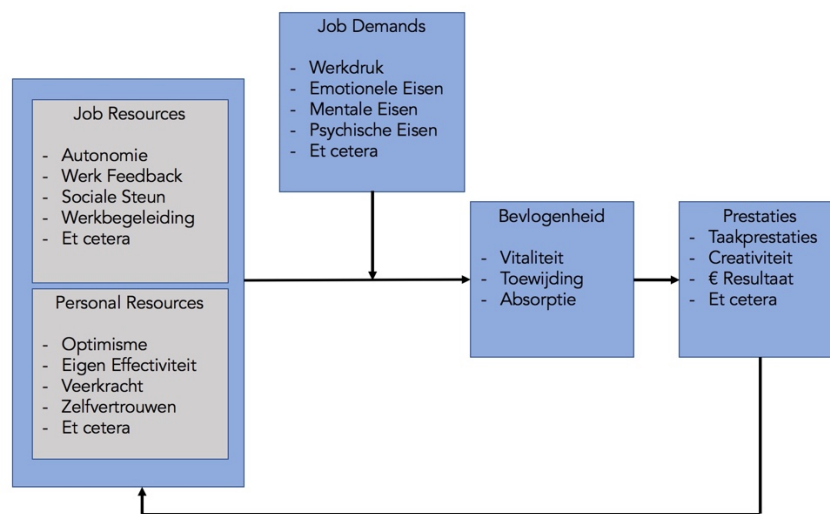 Job Demands
- Werkdruk
- Emotionele Eisen
- Mentale Eisen
- Psychische Eisen
- Et cetera
Job Resources
- Autonomie
- Werk Feedback
- Sociale Steun
- Werkbegeleiding
- Et cetera
Personal Resources
- Optimisme
- Eigen Effectiviteit
- Veerkracht
- Zelfvertrouwen
- Et cetera
Bevlogenheid
- Vitaliteit
- Toewijding
- Absorptie
Prestaties
- Taakprestaties
- Creativiteit
- € Resultaat
- Et cetera